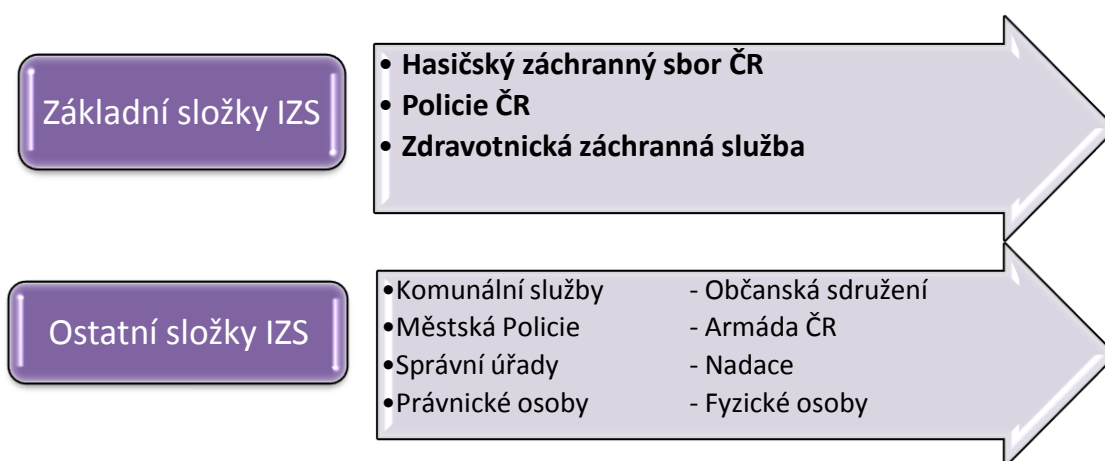 Základní složky IZS
• Hasičský záchranný sbor ČR
• Policie ČR
• Zdravotnická záchranná služba
Ostatní složky IZS
•Komunální služby - Občanská sdružení
•Městská Policie - Armáda ČR
•Správní úřady - Nadace
•Právnické osoby - Fyzické osoby